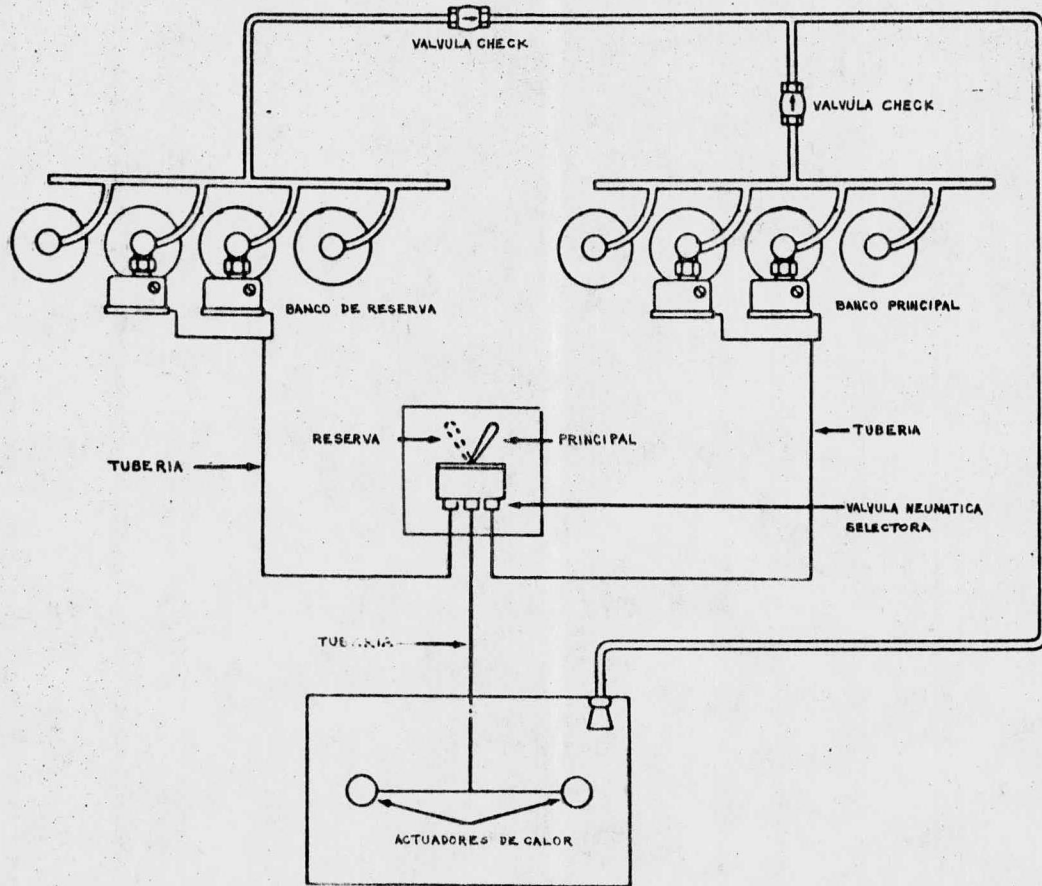 VALVULA CHECK
VALVULA CHECK
BANCO DE RESERVA
BANCO PRINCIPAL
RESERVA
PRINCIPAL
TUBERIA
TUBERIA
VALVULA NEUMATICA
SELECTORA
TUBERIA
ACTUADORES DE CALOR